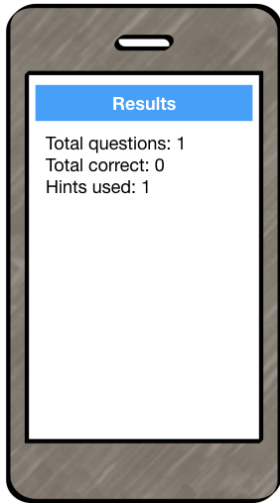 Results
Total questions: 1
Total correct: 0
Hints used: 1